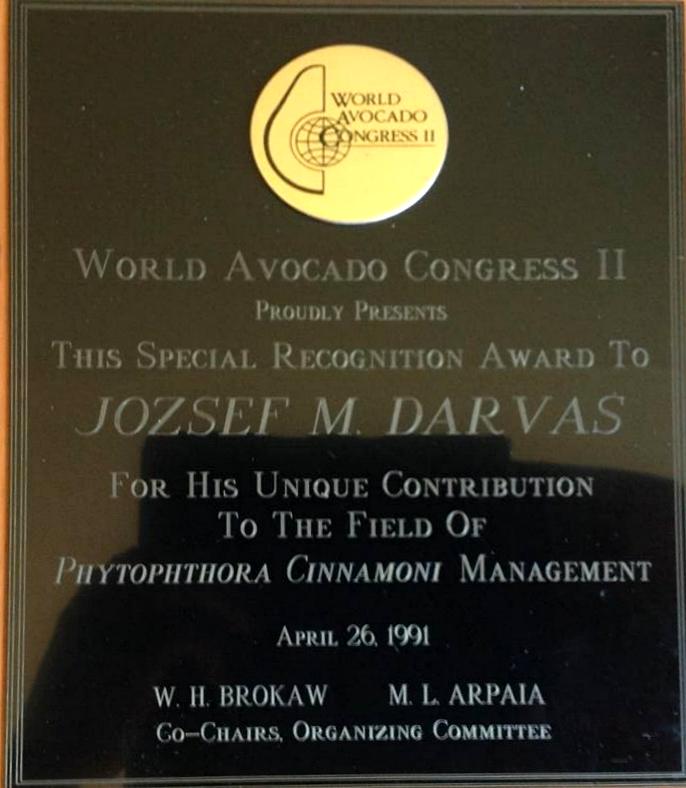 WORLD
AVOCADO
CONGRESS II
WORLD AVOCADO CONGRESS II
PROUDLY PRESENTS
THIS SPECIAL RECOGNITION AWARD TO
JOZSEF M. DARVAS
FOR HIS UNIQUE CONTRIBUTION
TO THE FIELD OF
PHYTOPHTHORA CINNAMONI MANAGEMENT
APRIL 26, 1991
W. H. BROKAW M. L. ARPAIA
CO-CHAIRS, ORGANIZING COMMITTEE